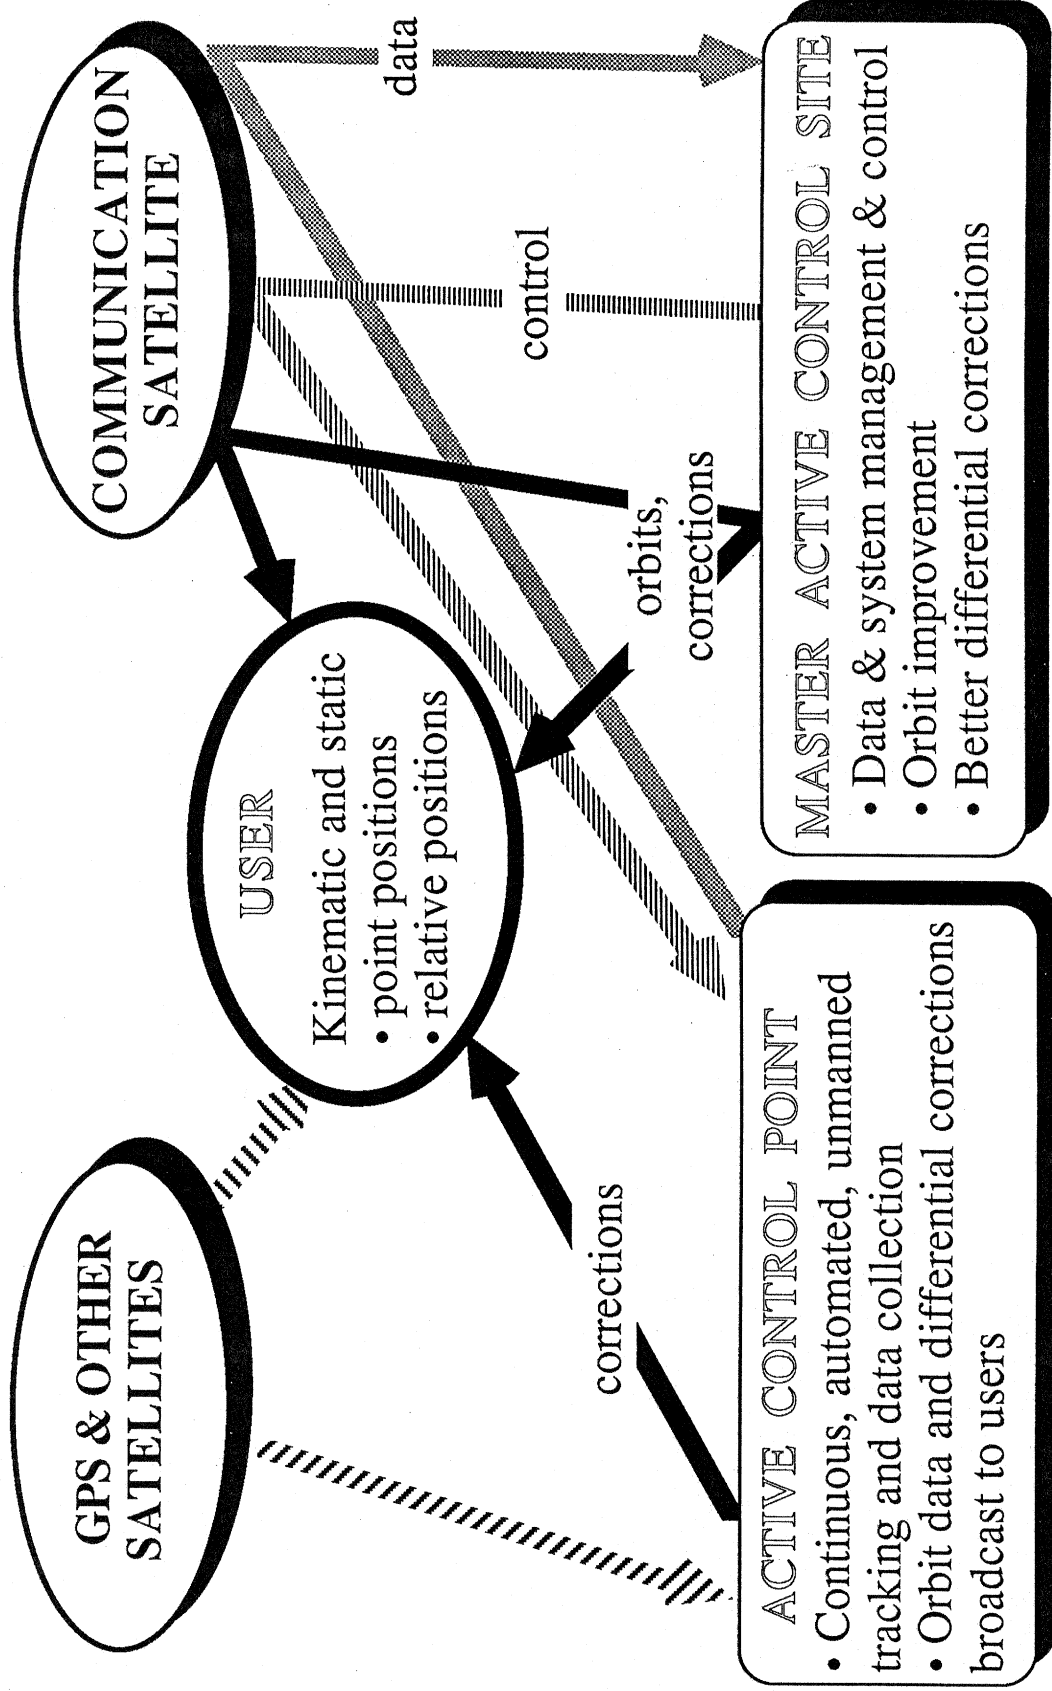 GPS & OTHER
SATELLITES
COMMUNICATION
SATELLITE
USER
Kinematic and static
• point positions
• relative positions
data
control
orbits,
corrections
corrections
ACTIVE CONTROL POINT
• Continuous, automated, unmanned
tracking and data collection
• Orbit data and differential corrections
broadcast to users
MASTER ACTIVE CONTROL SITE
• Data & system management & control
• Orbit improvement
• Better differential corrections